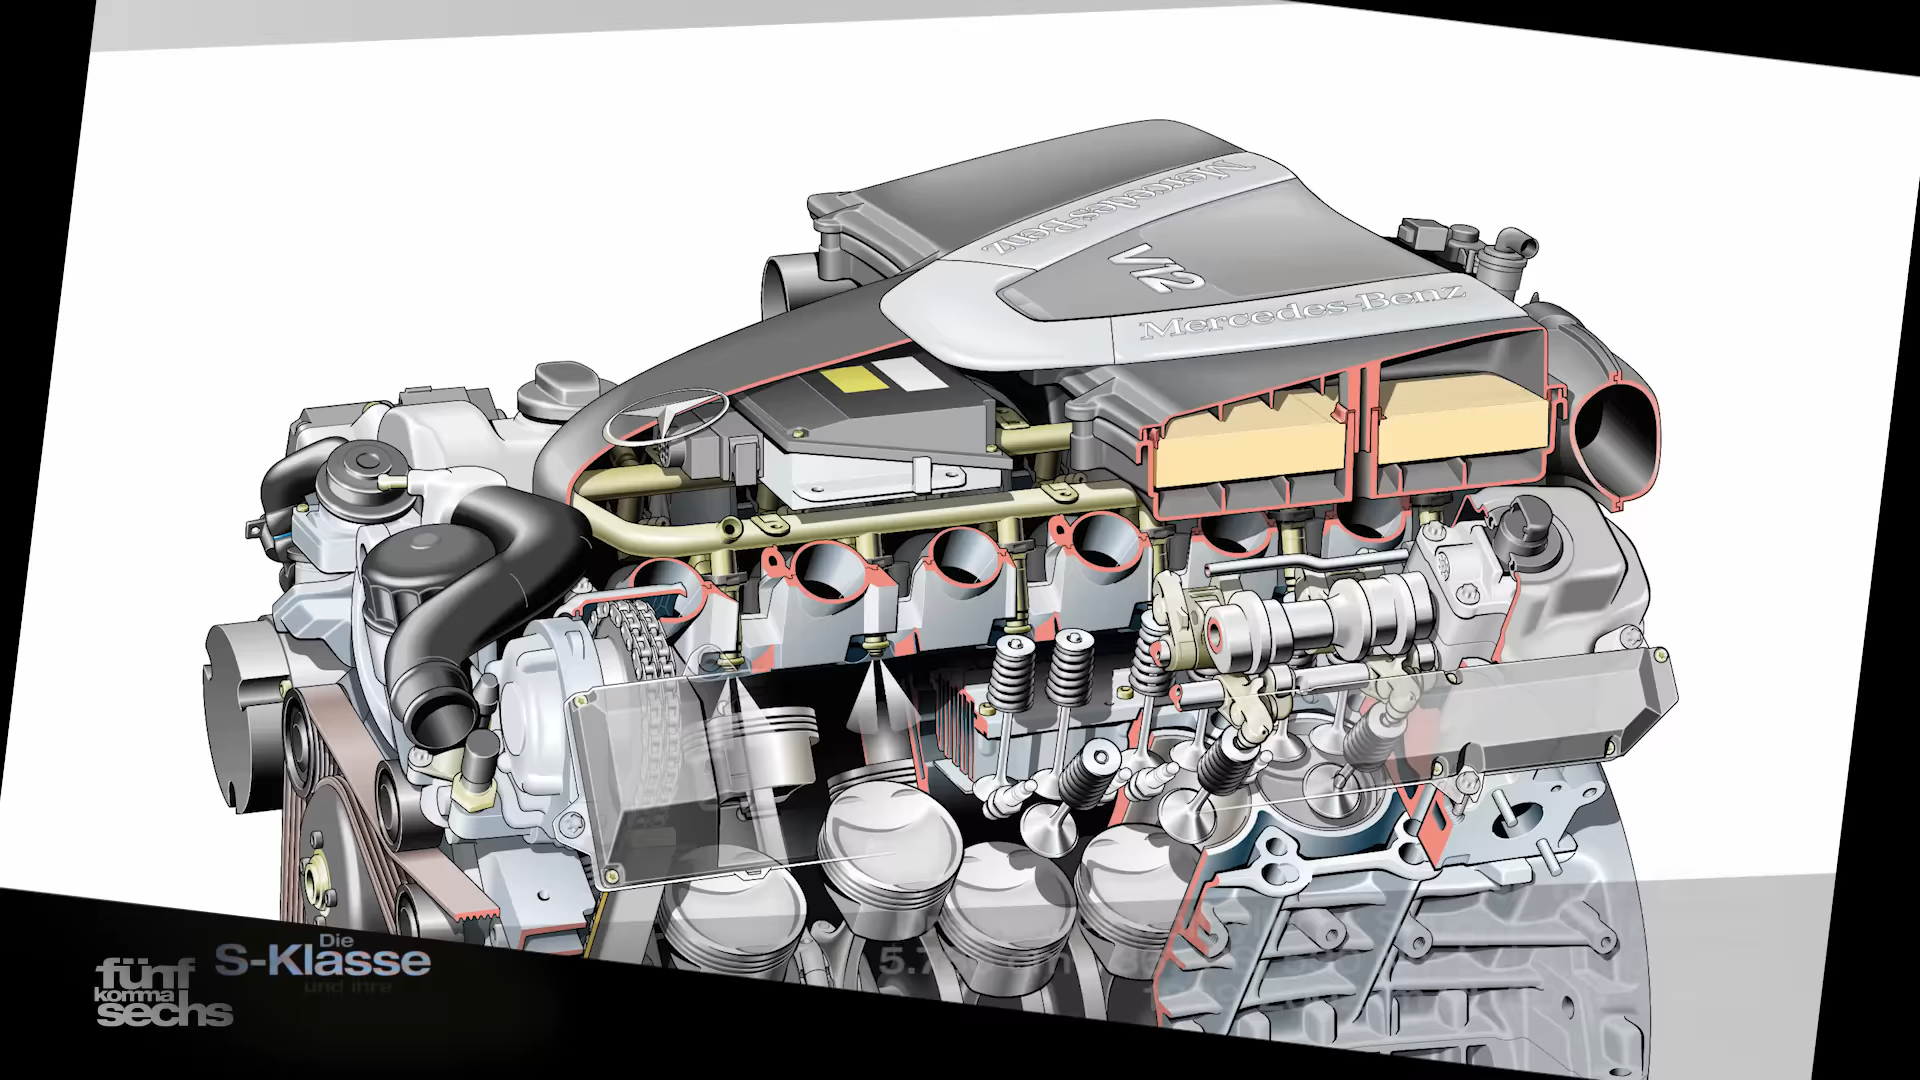 Mercedes-Benz
V12
Mercedes-Benz
Die
S-Klasse
und ihre
fünf
komma
sechs